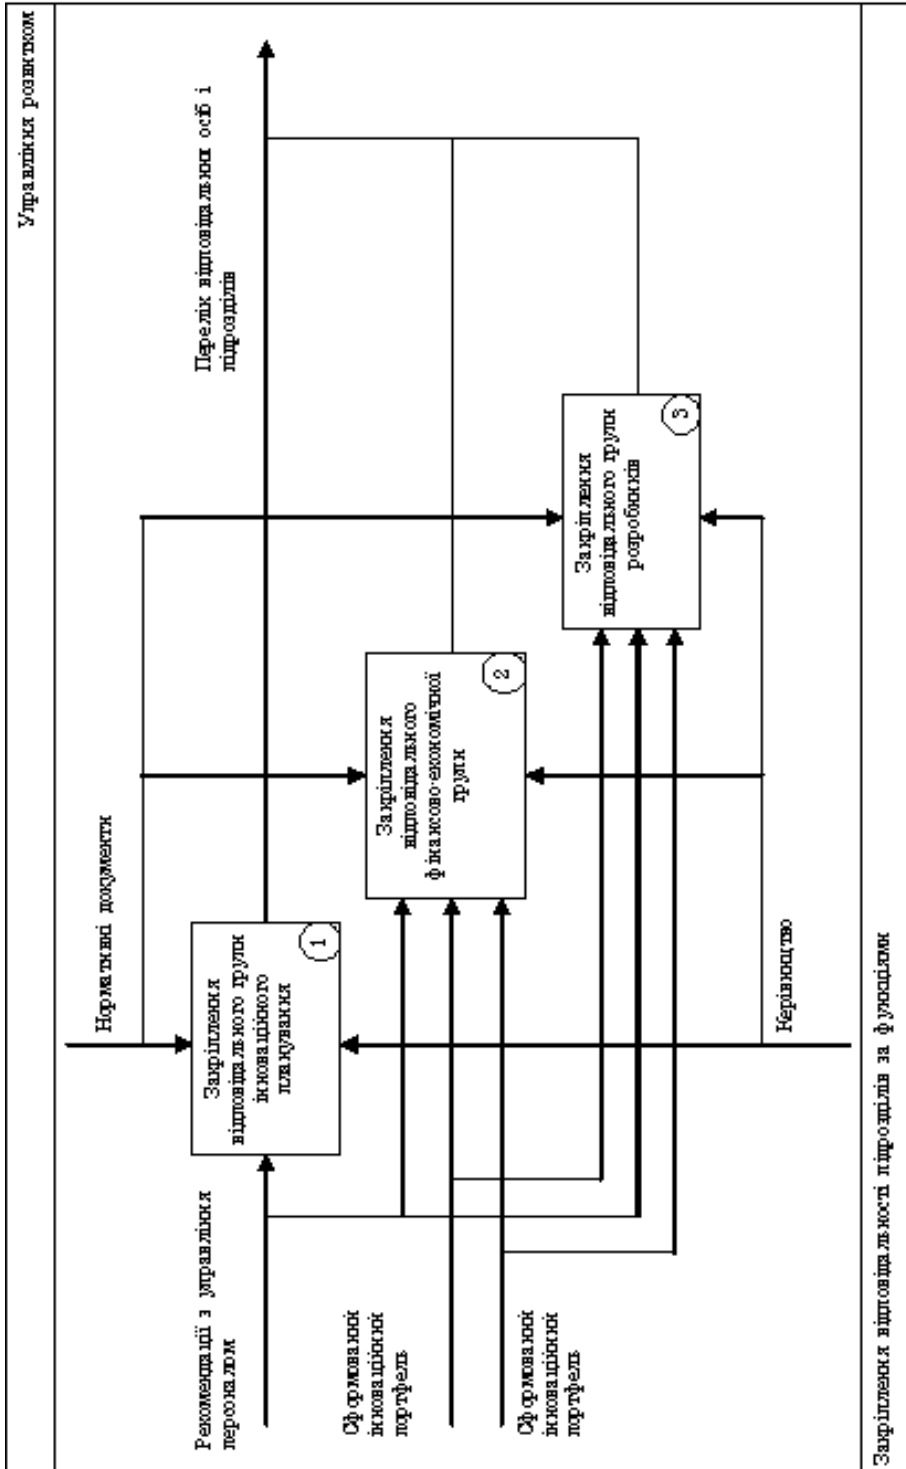 Управління розвитком
Нормативні документи
Перелік відповідальних осіб і
підрозділів
Закріплення
відповідального групи
інноваційного
планування
1
Закріплення
відповідального
фінансово-економічної
групи
2
Закріплення
відповідального групи
розробників
3
Рекомендації з управління
персоналом
Сформований
інноваційний
портфель
Сформований
інноваційний
портфель
Керівництво
Закріплення відповідальності підрозділів за функціями